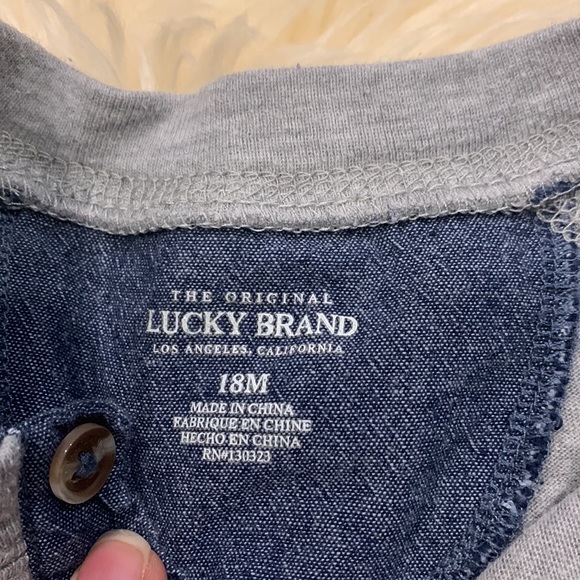 THE ORIGINAL
LUCKY BRAND
LOS ANGELES, CALIFORNIA
18M
MADE IN CHINA
FABRIQUE EN CHINE
HECHO EN CHINA
RN#130323